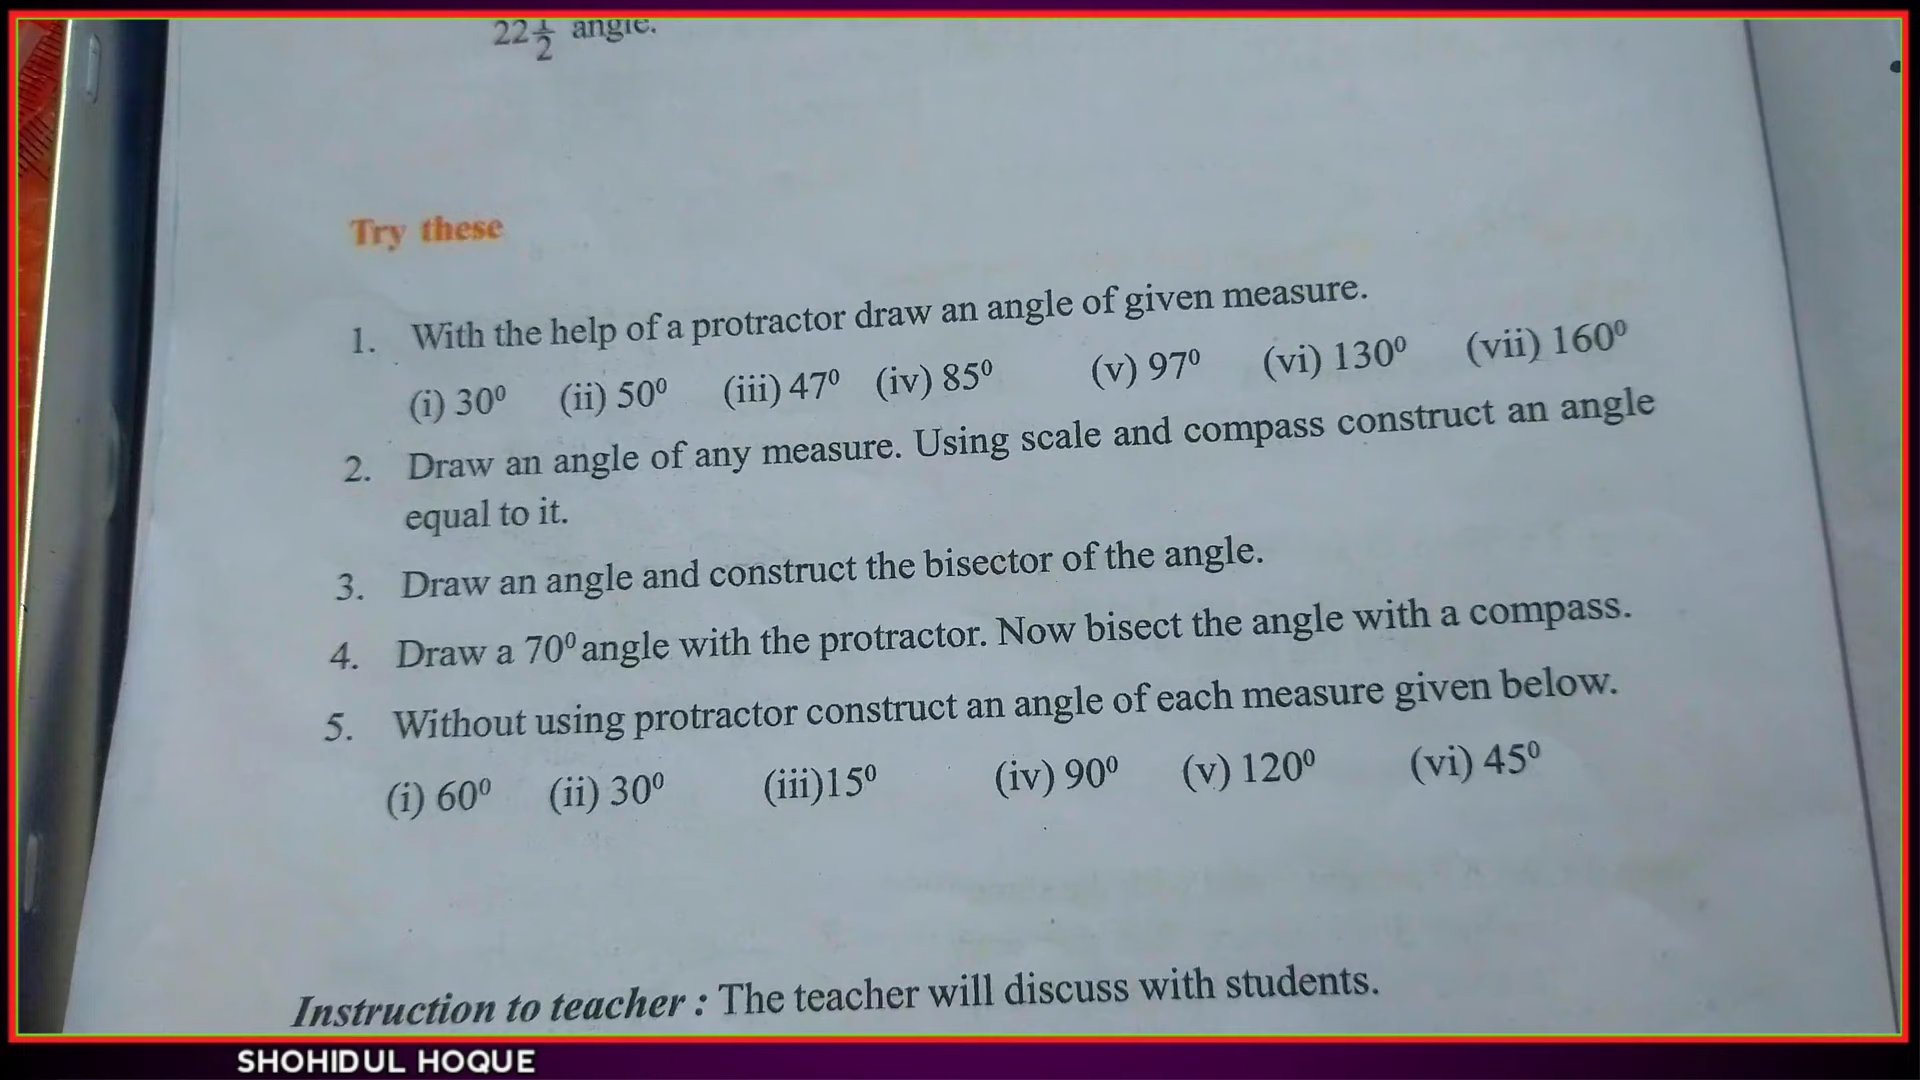 22 1/2 angle.
Try these
1. With the help of a protractor draw an angle of given measure.
(i) 30⁰ (ii) 50⁰ (iii) 47⁰ (iv) 85⁰ (v) 97⁰ (vi) 130⁰ (vii) 160⁰
2. Draw an angle of any measure. Using scale and compass construct an angle
equal to it.
3. Draw an angle and construct the bisector of the angle.
4. Draw a 70⁰ angle with the protractor. Now bisect the angle with a compass.
5. Without using protractor construct an angle of each measure given below.
(i) 60⁰ (ii) 30⁰ (iii)15⁰ (iv) 90⁰ (v) 120⁰ (vi) 45⁰
Instruction to teacher : The teacher will discuss with students.
SHOHIDUL HOQUE